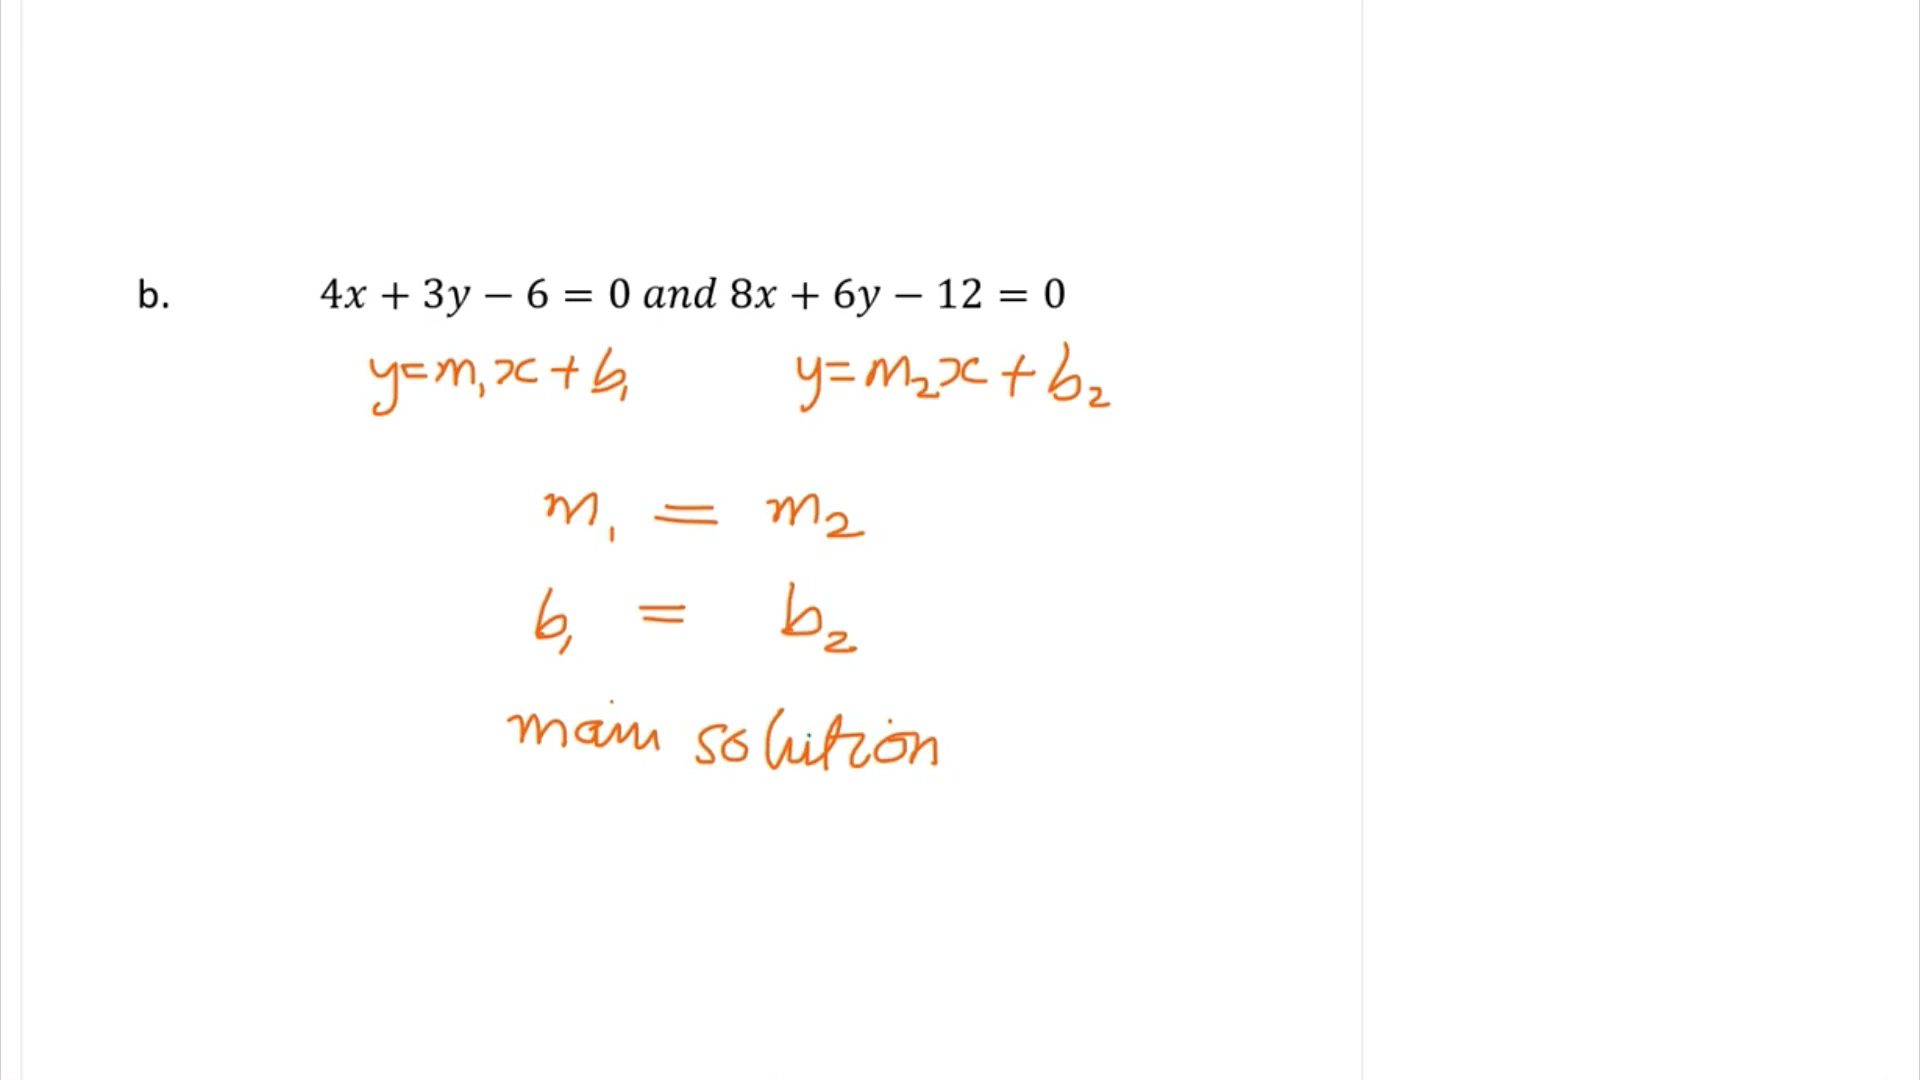 b. 4x + 3y − 6 = 0 and 8x + 6y − 12 = 0
y=m₁x+b₁ y=m₂x+b₂
m₁ = m₂
b₁ = b₂
main solution